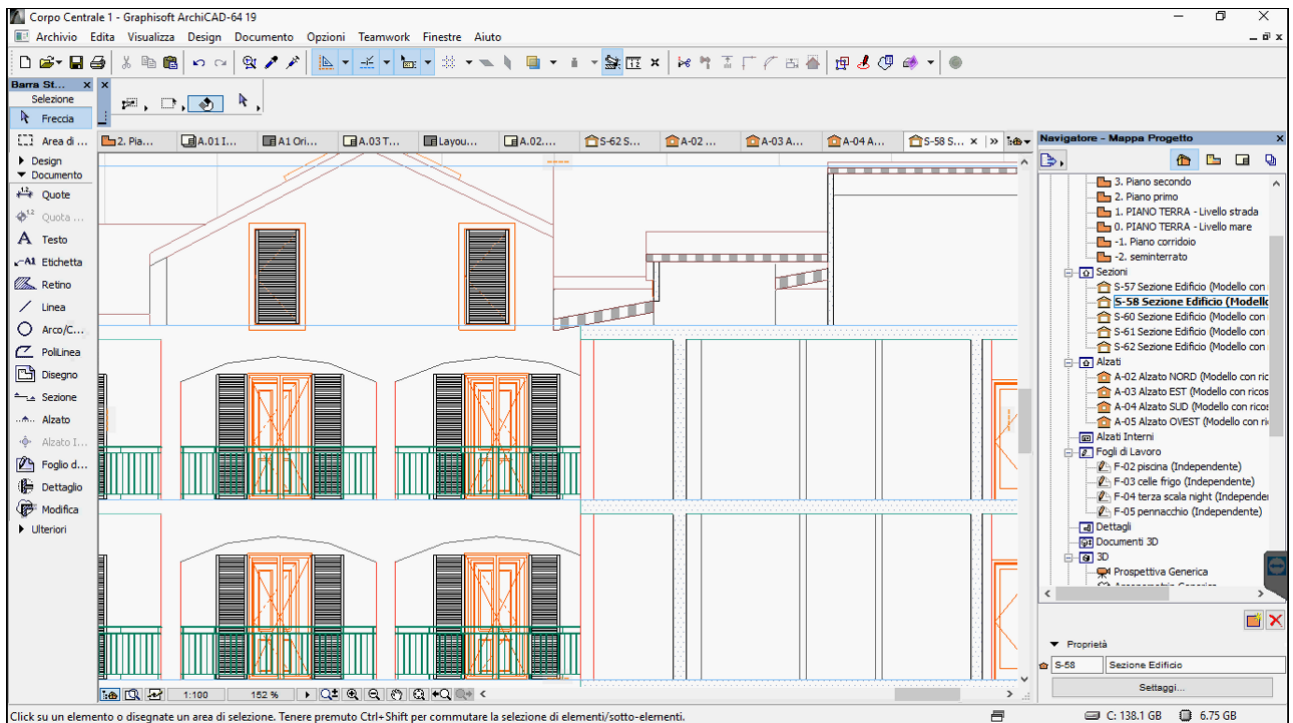 Corpo Centrale 1 - Graphisoft ArchiCAD-64 19
Archivio Edita Visualizza Design Documento Opzioni Teamwork Finestre Aiuto
Barra St...
Selezione
Freccia
Area di ...
Design
Documento
Quote
Quota ...
Testo
Etichetta
Retino
Linea
Arco/C...
PoliLinea
Disegno
Sezione
Alzato
Alzato I...
Foglio d...
Dettaglio
Modifica
Ulteriori
2. Pia... A.01 I... A1 Ori... A.03 T... Layou... A.02.... S-62 S... A-02 ... A-03 A... A-04 A... S-58 S...
Navigatore - Mappa Progetto
3. Piano secondo
2. Piano primo
1. PIANO TERRA - Livello strada
0. PIANO TERRA - Livello mare
-1. Piano corridoio
-2. seminterrato
Sezioni
S-57 Sezione Edificio (Modello con
S-58 Sezione Edificio (Modell
S-60 Sezione Edificio (Modello con
S-61 Sezione Edificio (Modello con
S-62 Sezione Edificio (Modello con
Alzati
A-02 Alzato NORD (Modello con ric
A-03 Alzato EST (Modello con ricos
A-04 Alzato SUD (Modello con ricos
A-05 Alzato OVEST (Modello con ri
Alzati Interni
Fogli di Lavoro
F-02 piscina (Independente)
F-03 celle frigo (Independente)
F-04 terza scala night (Independe
F-05 pennacchio (Independente)
Dettagli
Documenti 3D
3D
Prospettiva Generica
Proprietà
S-58 Sezione Edificio
Settaggi...
1:100 152 %
Click su un elemento o disegnate un area di selezione. Tenere premuto Ctrl+Shift per commutare la selezione di elementi/sotto-elementi.
C: 138.1 GB 6.75 GB